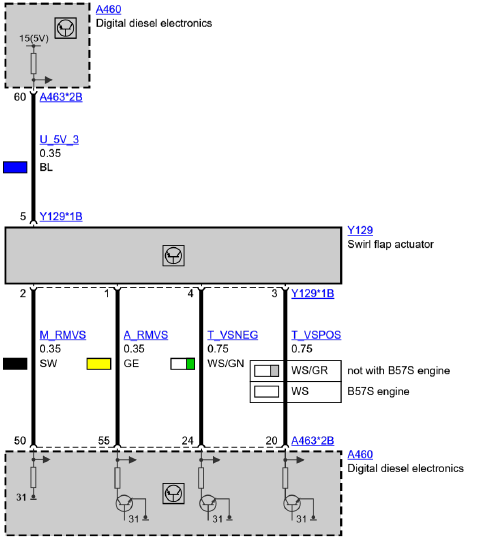 A460
Digital diesel electronics
15(5V)
60 A463*2B
U_5V_3
0.35
BL
5 Y129*1B
Y129
Swirl flap actuator
2 1 4 3 Y129*1B
M_RMVS A_RMVS T_VSNEG T_VSPOS
0.35 0.35 0.75 0.75
SW GE WS/GN WS/GR not with B57S engine
WS B57S engine
50 55 24 20 A463*2B
A460
Digital diesel electronics
31 31 31 31